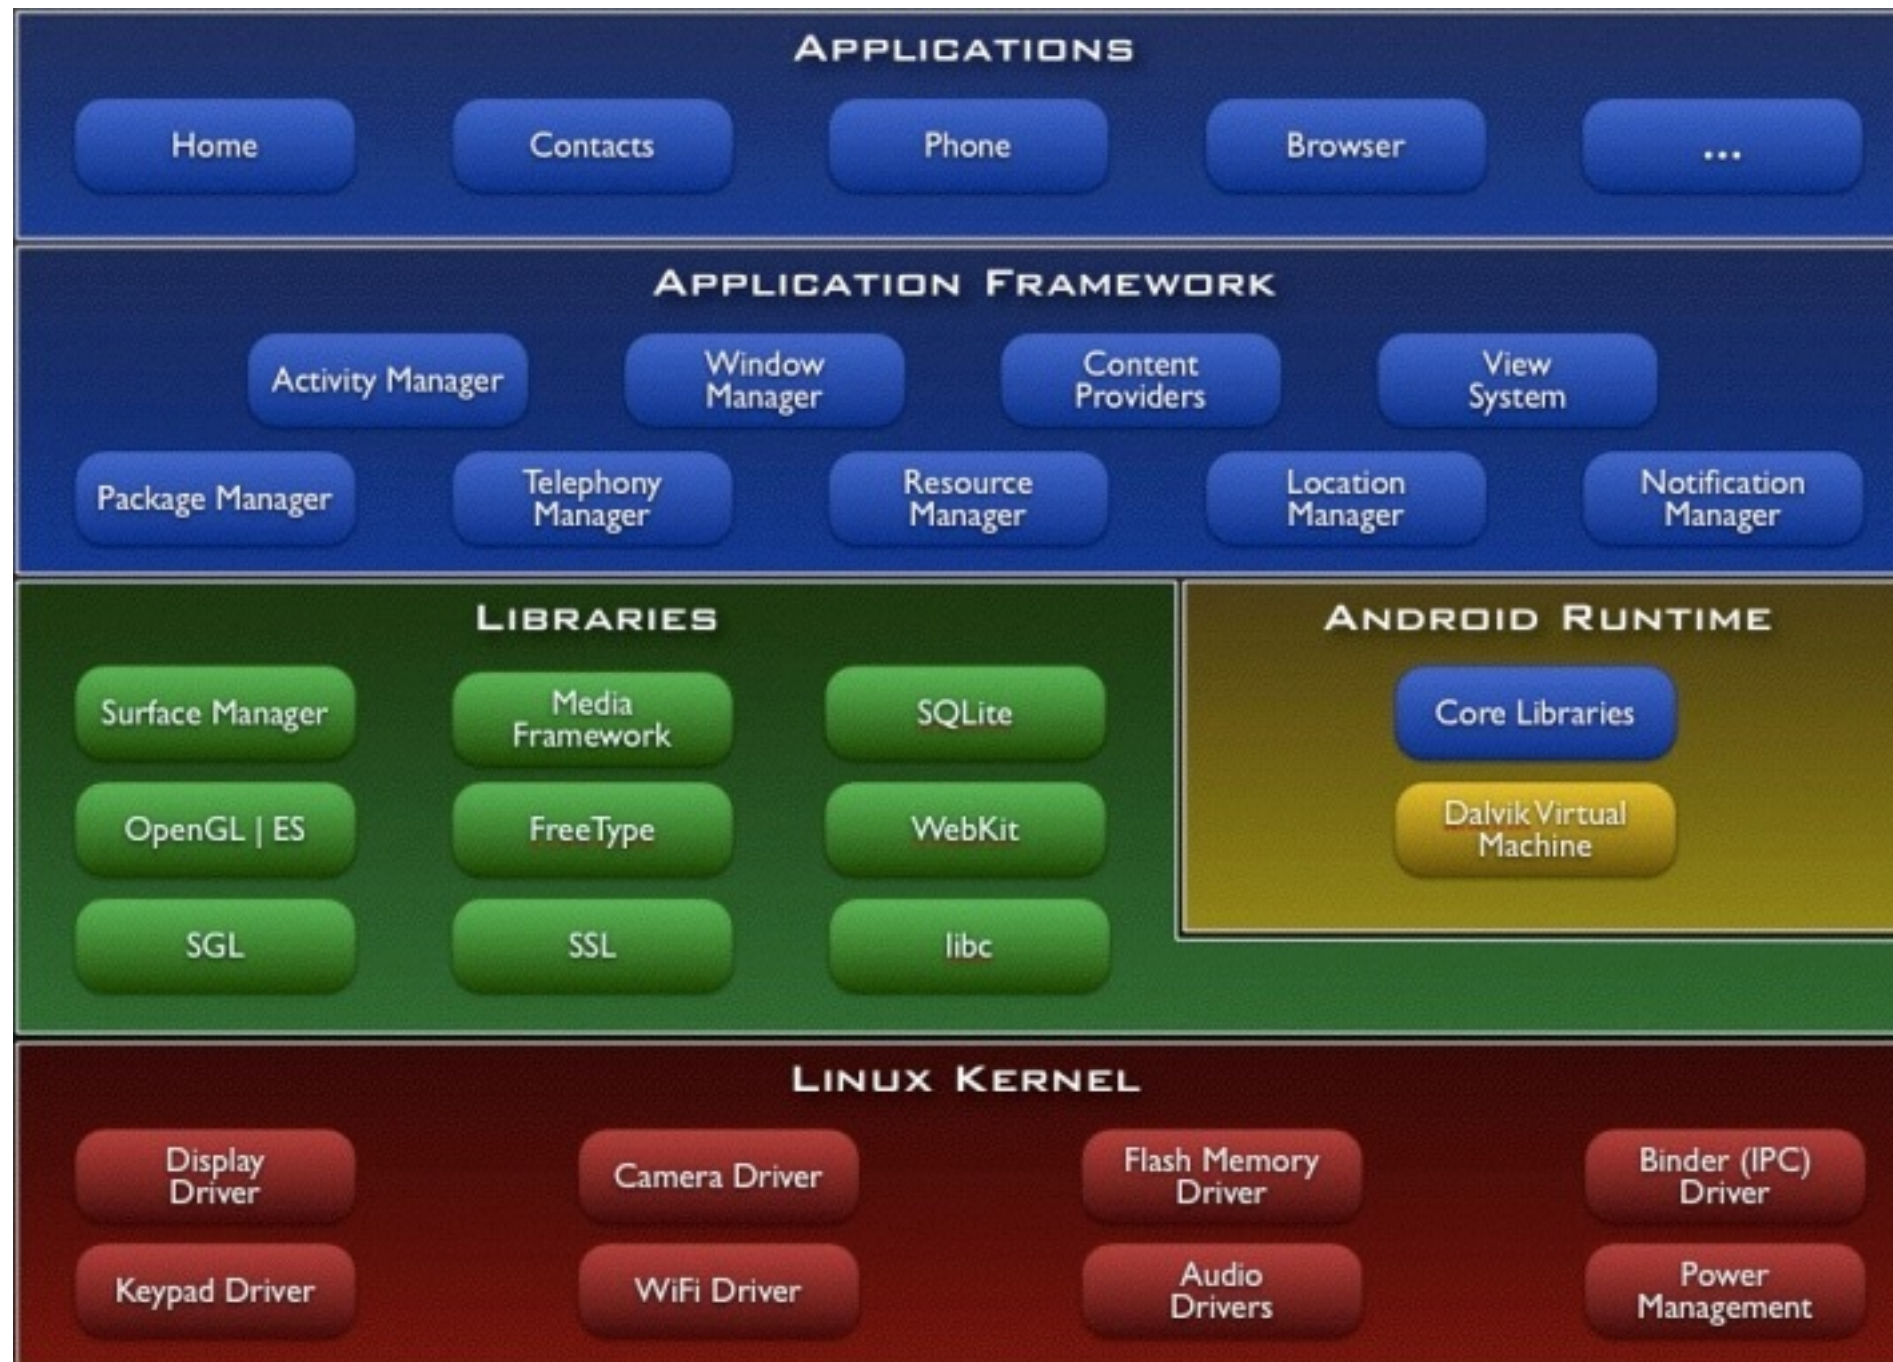 APPLICATIONS
Home
Contacts
Phone
Browser
...
APPLICATION FRAMEWORK
Activity Manager
Window
Manager
Content
Providers
View
System
Package Manager
Telephony
Manager
Resource
Manager
Location
Manager
Notification
Manager
LIBRARIES
Surface Manager
Media
Framework
SQLite
OpenGL | ES
FreeType
WebKit
SGL
SSL
libc
ANDROID RUNTIME
Core Libraries
Dalvik Virtual
Machine
LINUX KERNEL
Display
Driver
Camera Driver
Flash Memory
Driver
Binder (IPC)
Driver
Keypad Driver
WiFi Driver
Audio
Drivers
Power
Management